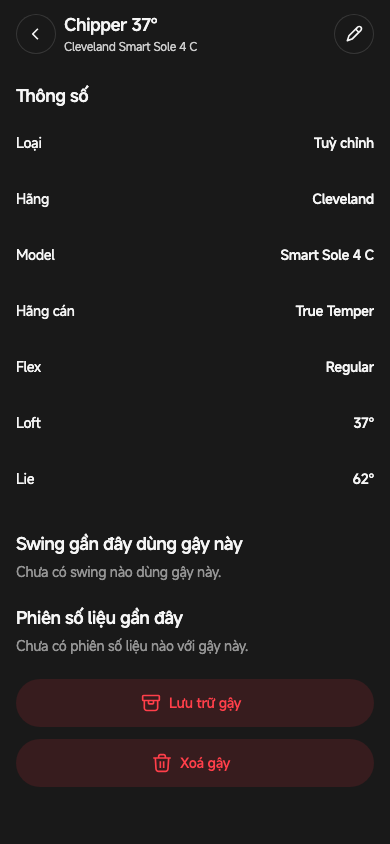 Chipper 37°
Cleveland Smart Sole 4 C
Thông số
Loại Tuỳ chỉnh
Hãng Cleveland
Model Smart Sole 4 C
Hãng cán True Temper
Flex Regular
Loft 37°
Lie 62°
Swing gần đây dùng gậy này
Chưa có swing nào dùng gậy này.
Phiên số liệu gần đây
Chưa có phiên số liệu nào với gậy này.
Lưu trữ gậy
Xoá gậy